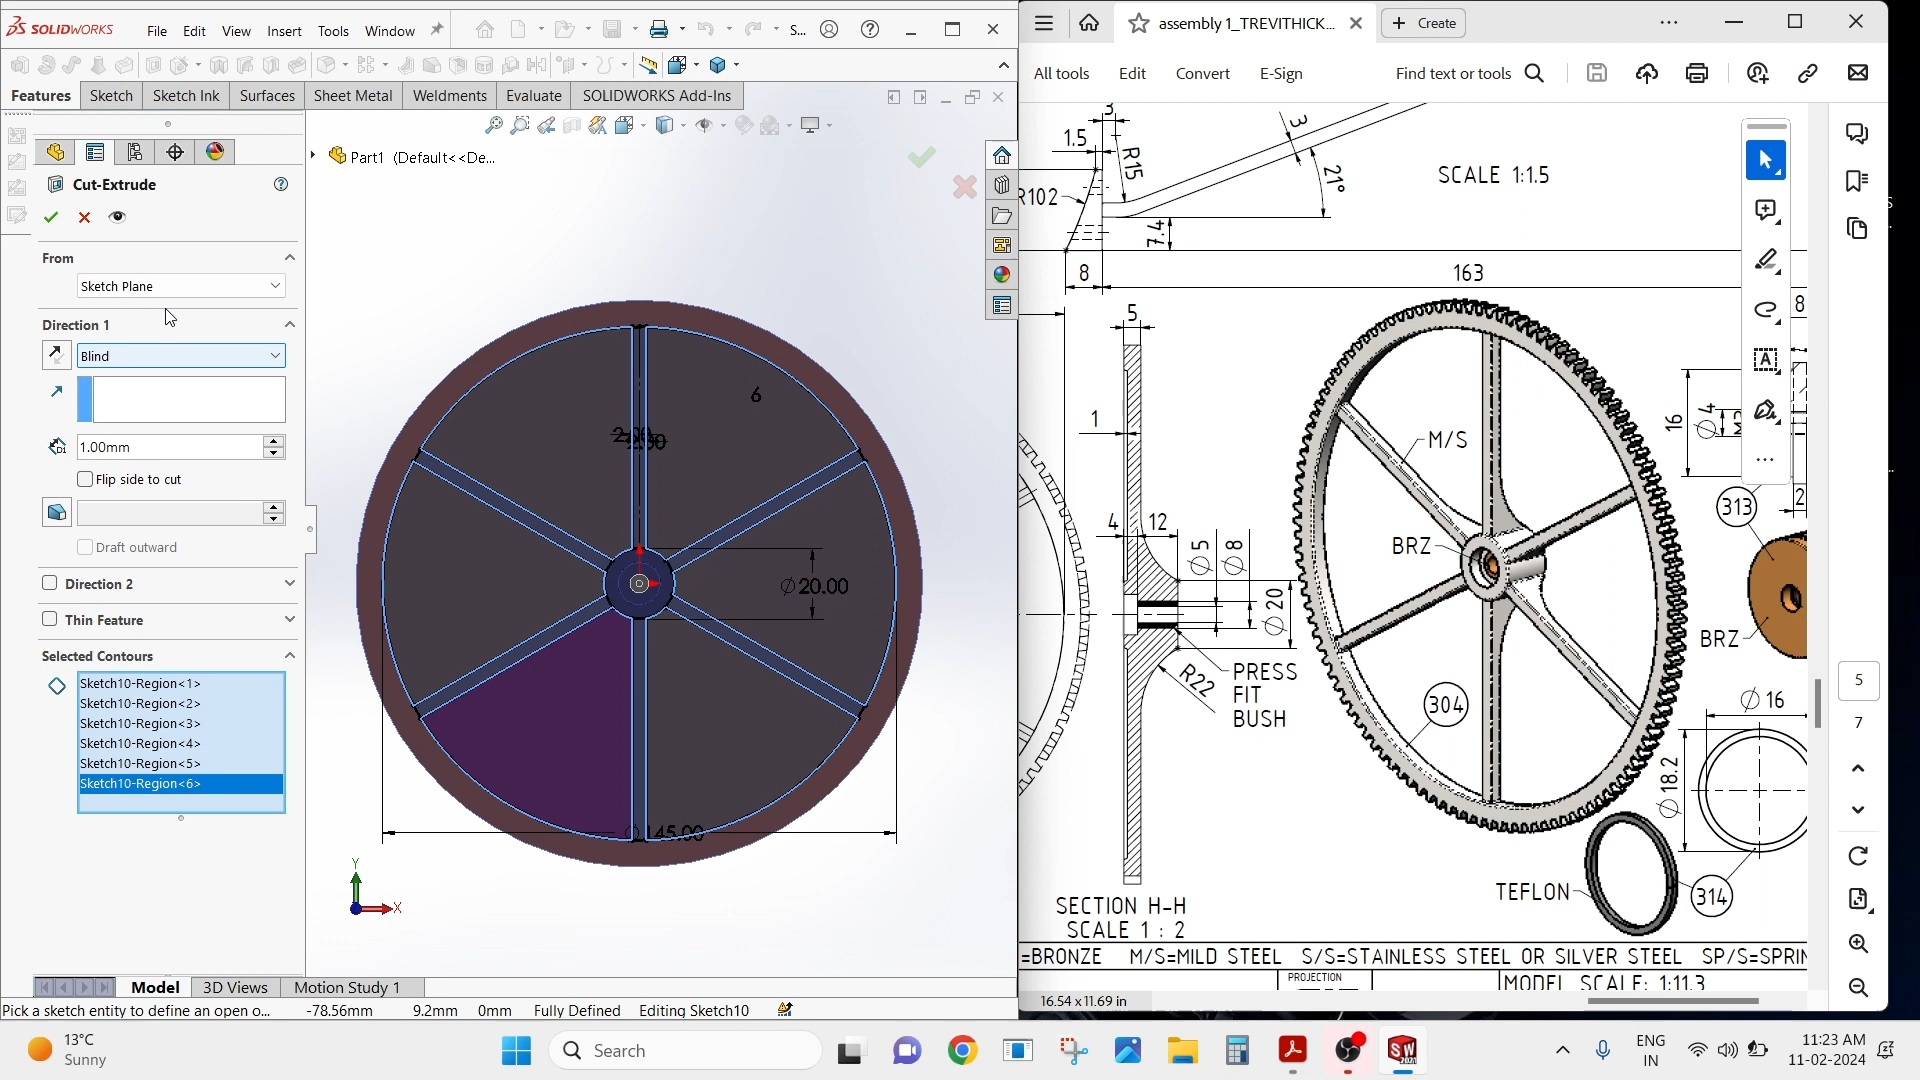 SOLIDWORKS
File Edit View Insert Tools Window
S...
Features Sketch Sketch Ink Surfaces Sheet Metal Weldments Evaluate SOLIDWORKS Add-Ins
Part1 (Default<<De...
Cut-Extrude
From
Sketch Plane
Direction 1
Blind
1.00mm
Flip side to cut
Draft outward
Direction 2
Thin Feature
Selected Contours
Sketch10-Region<1>
Sketch10-Region<2>
Sketch10-Region<3>
Sketch10-Region<4>
Sketch10-Region<5>
Sketch10-Region<6>
6
2.00
∅20.00
∅145.00
Y
X
Model 3D Views Motion Study 1
Pick a sketch entity to define an open o... -78.56mm 9.2mm 0mm Fully Defined Editing Sketch10
assembly 1_TREVITHICK...
Create
All tools Edit Convert E-Sign Find text or tools
3
1.5
R15
3
21°
SCALE 1:1.5
R102
7.4
8
163
8
5
1
M/S
16
∅ 4
2
313
4
12
∅ 5
∅ 8
BRZ
∅ 20
BRZ
R22
PRESS
FIT
BUSH
304
∅ 16
∅ 18.2
TEFLON
314
SECTION H-H
SCALE 1 : 2
=BRONZE M/S=MILD STEEL S/S=STAINLESS STEEL OR SILVER STEEL SP/S=SPRIN
PROJECTION
MODEL SCALE: 1:11.3
16.54 x 11.69 in
5
7
13°C
Sunny
Search
ENG
IN
11:23 AM
11-02-2024